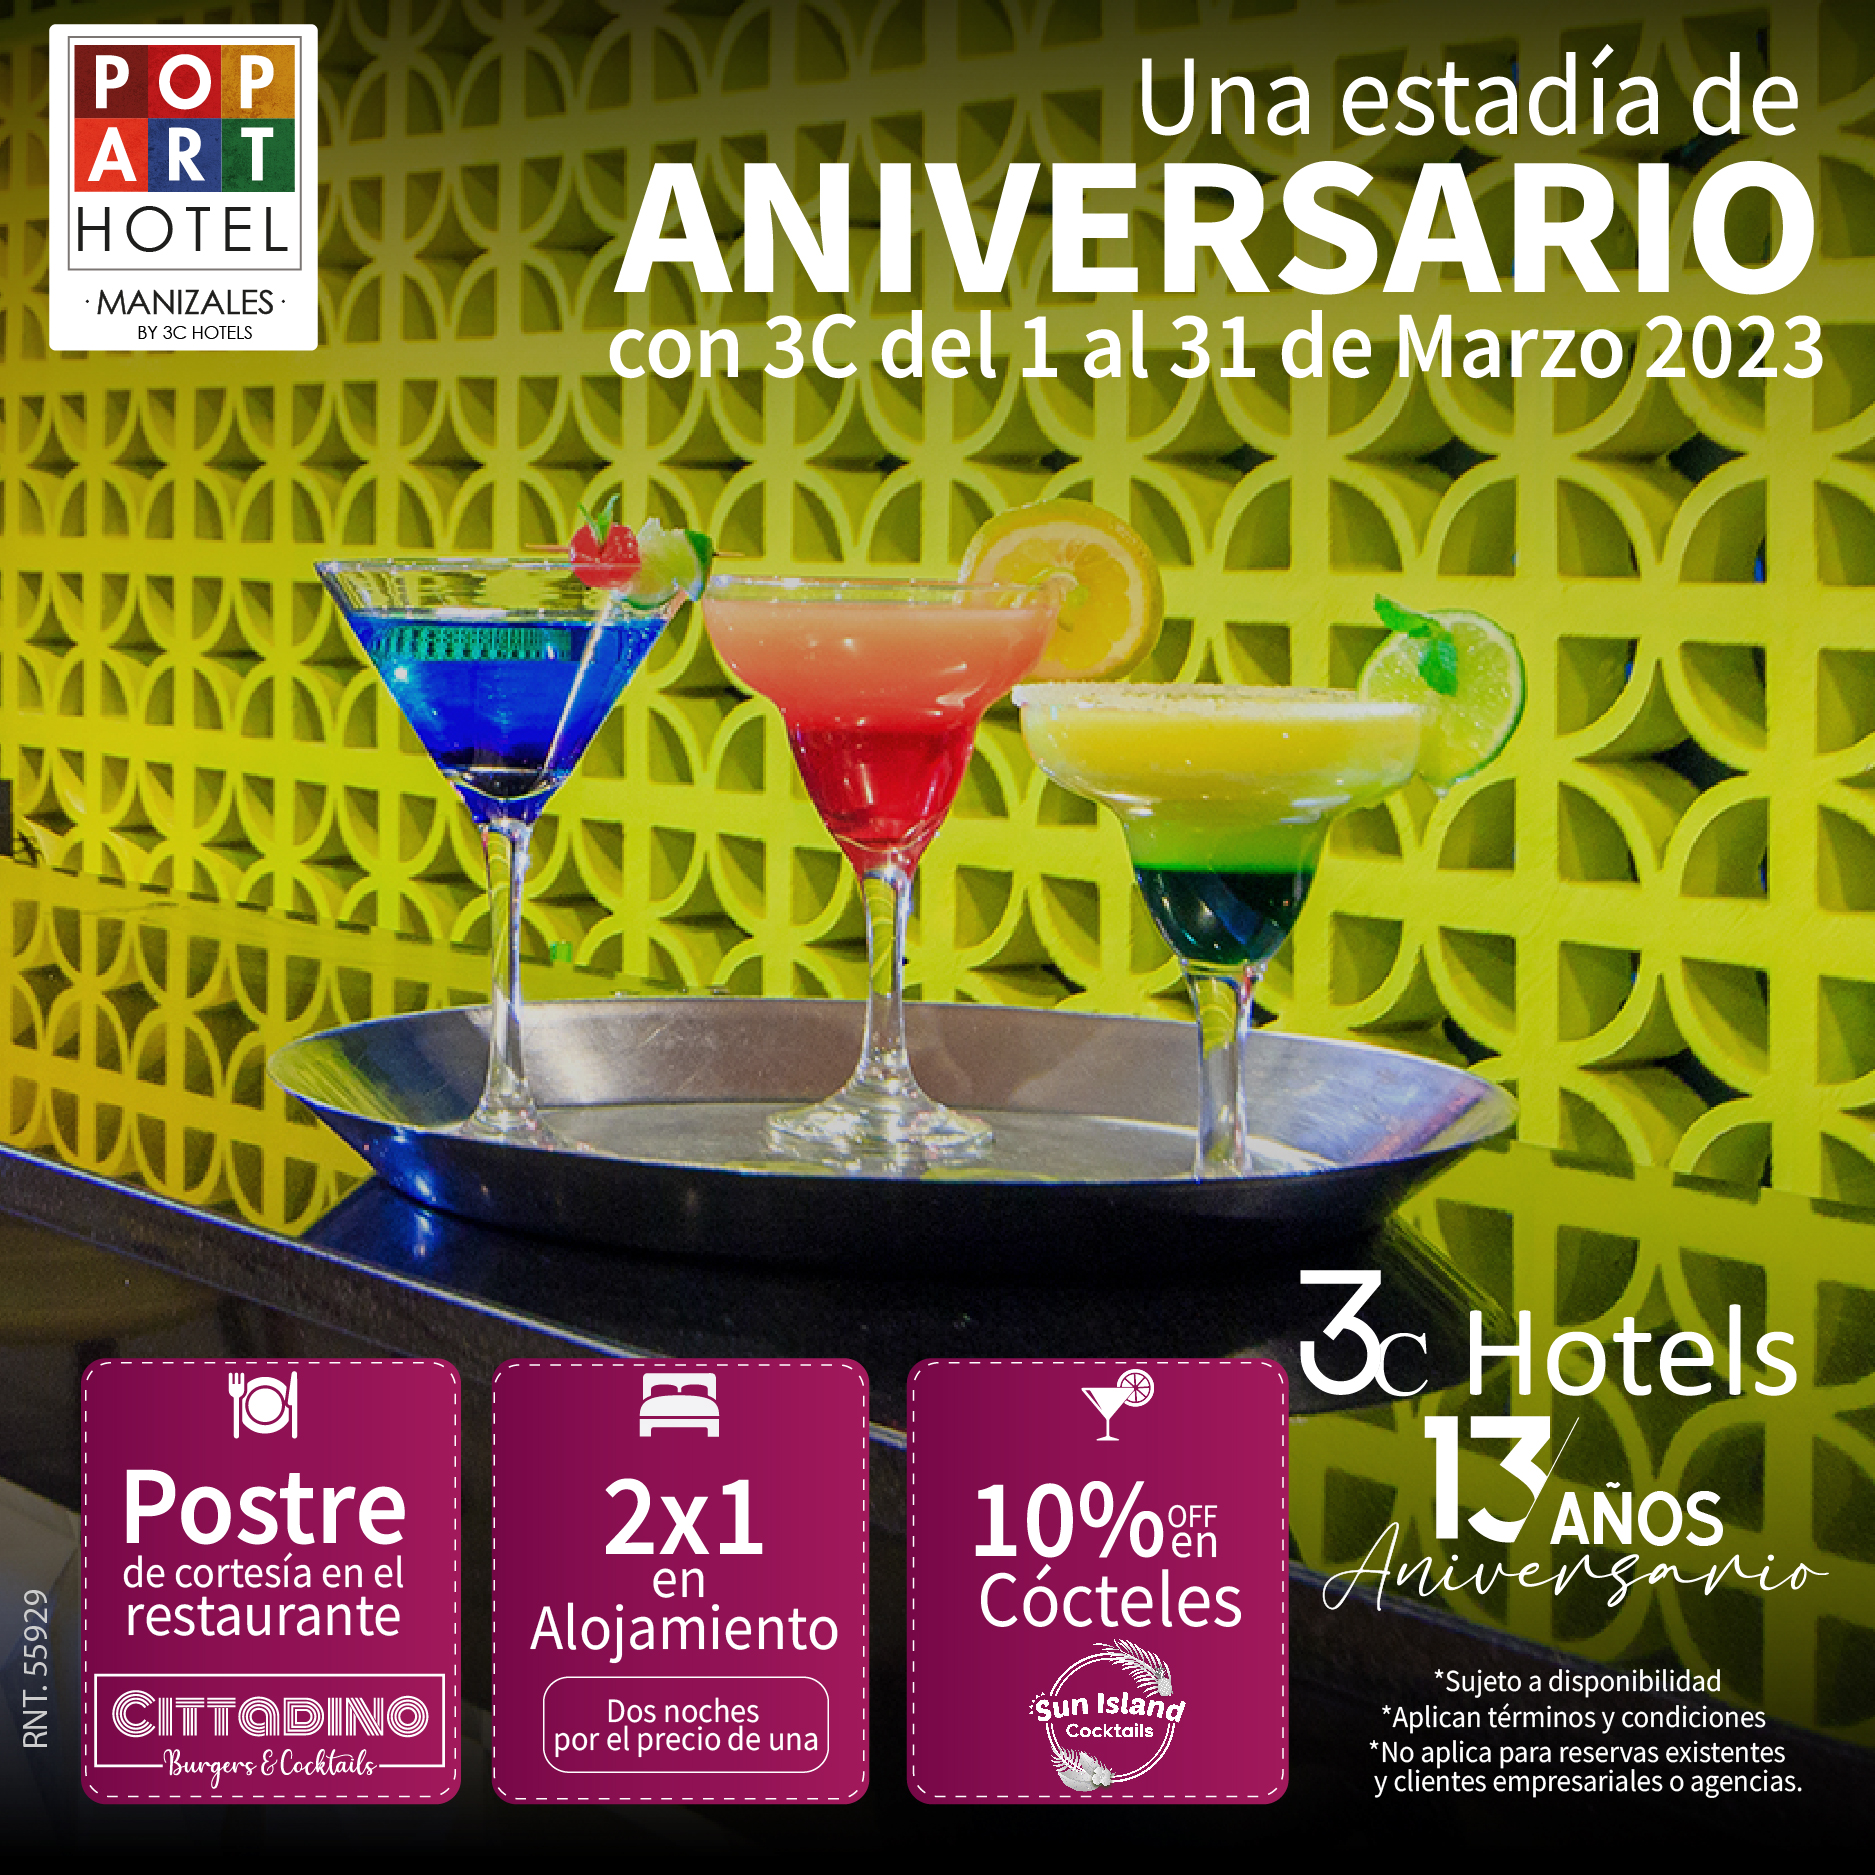 POP
ART
HOTEL
· MANIZALES ·
BY 3C HOTELS
Una estadía de
ANIVERSARIO
con 3C del 1 al 31 de Marzo 2023
Postre
de cortesía en el
restaurante
CITTADINO
Burgers & Cocktails
2x1
en
Alojamiento
Dos noches
por el precio de una
10% OFF
en
Cócteles
Sun Island
Cocktails
3C Hotels
13 AÑOS
Aniversario
*Sujeto a disponibilidad
*Aplican términos y condiciones
*No aplica para reservas existentes
y clientes empresariales o agencias.
RNT. 55929